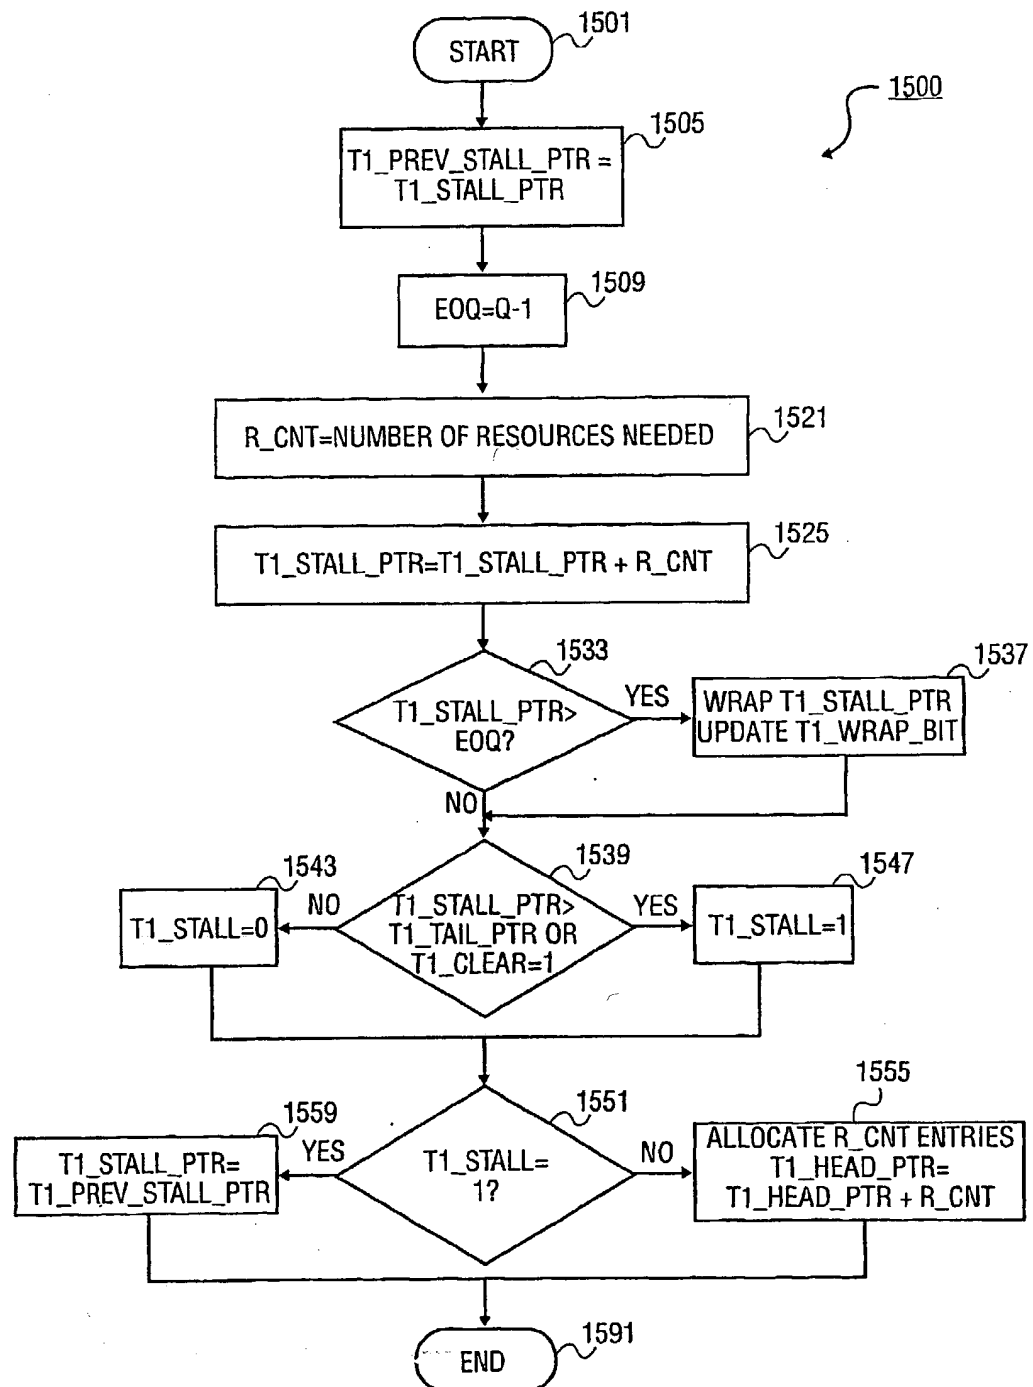 1501
START
1500
1505
T1_PREV_STALL_PTR =
T1_STALL_PTR
1509
EOQ=Q-1
1521
R_CNT=NUMBER OF RESOURCES NEEDED
1525
T1_STALL_PTR=T1_STALL_PTR + R_CNT
1533
T1_STALL_PTR>
EOQ?
YES
1537
WRAP T1_STALL_PTR
UPDATE T1_WRAP_BIT
NO
1539
T1_STALL_PTR>
T1_TAIL_PTR OR
T1_CLEAR=1
NO
1543
T1_STALL=0
YES
1547
T1_STALL=1
1551
T1_STALL=
1?
YES
1559
T1_STALL_PTR=
T1_PREV_STALL_PTR
NO
1555
ALLOCATE R_CNT ENTRIES
T1_HEAD_PTR=
T1_HEAD_PTR + R_CNT
END
1591